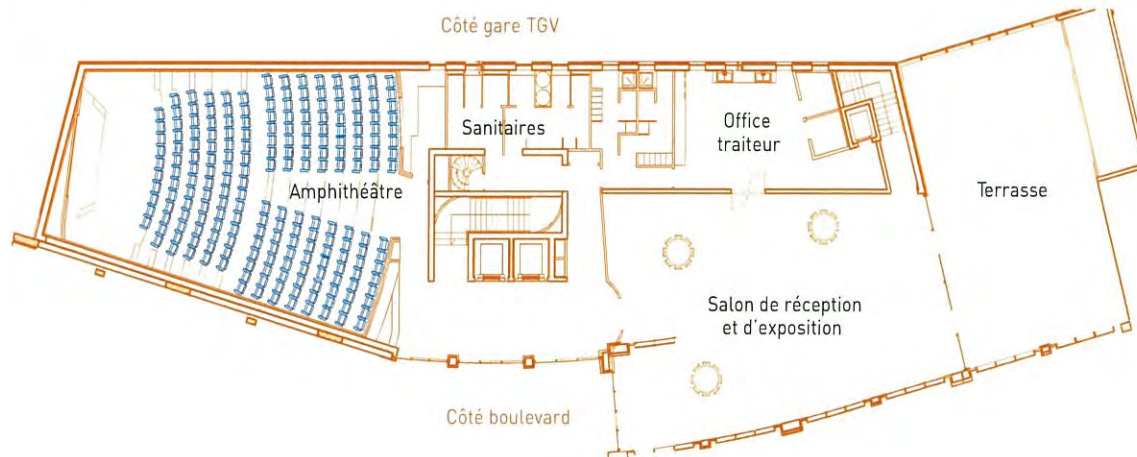 Côté gare TGV
Sanitaires
Office
traiteur
Amphithéâtre
Terrasse
Salon de réception
et d'exposition
Côté boulevard